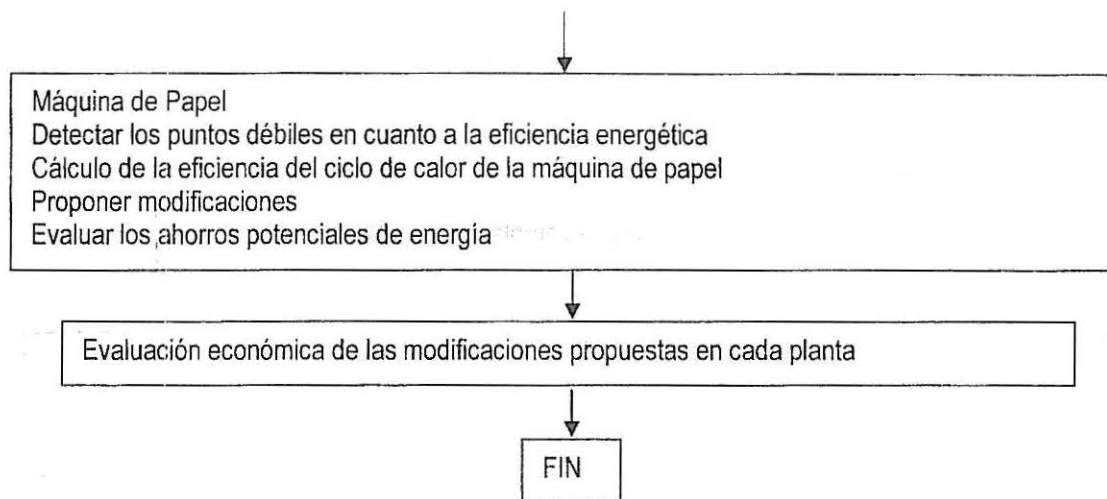 Máquina de Papel
Detectar los puntos débiles en cuanto a la eficiencia energética
Cálculo de la eficiencia del ciclo de calor de la máquina de papel
Proponer modificaciones
Evaluar los ahorros potenciales de energía
Evaluación económica de las modificaciones propuestas en cada planta
FIN